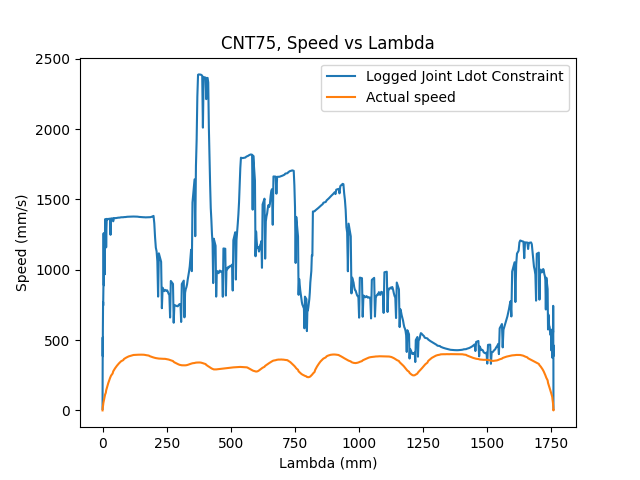 CNT75, Speed vs Lambda
Logged Joint Ldot Constraint
Actual speed
Speed (mm/s)
2500
2000
1500
1000
500
0
0 250 500 750 1000 1250 1500 1750
Lambda (mm)